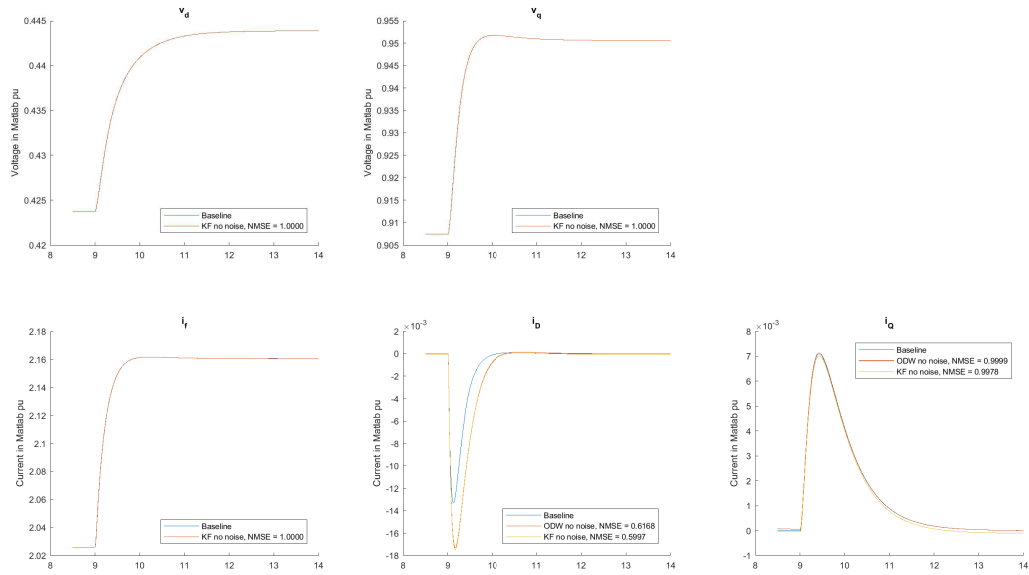 v_d
Voltage in Matlab pu
0.445
0.44
0.435
0.43
0.425
0.42
Baseline
KF no noise, NMSE = 1.0000
8 9 10 11 12 13 14
v_q
Voltage in Matlab pu
0.955
0.95
0.945
0.94
0.935
0.93
0.925
0.92
0.915
0.91
0.905
Baseline
KF no noise, NMSE = 1.0000
8 9 10 11 12 13 14
i_f
Current in Matlab pu
2.18
2.16
2.14
2.12
2.1
2.08
2.06
2.04
2.02
Baseline
KF no noise, NMSE = 1.0000
8 9 10 11 12 13 14
i_D
×10^-3
Current in Matlab pu
2
0
-2
-4
-6
-8
-10
-12
-14
-16
-18
Baseline
ODW no noise, NMSE = 0.6168
KF no noise, NMSE = 0.5997
8 9 10 11 12 13 14
i_Q
×10^-3
Current in Matlab pu
8
7
6
5
4
3
2
1
0
-1
Baseline
ODW no noise, NMSE = 0.9999
KF no noise, NMSE = 0.9978
8 9 10 11 12 13 14